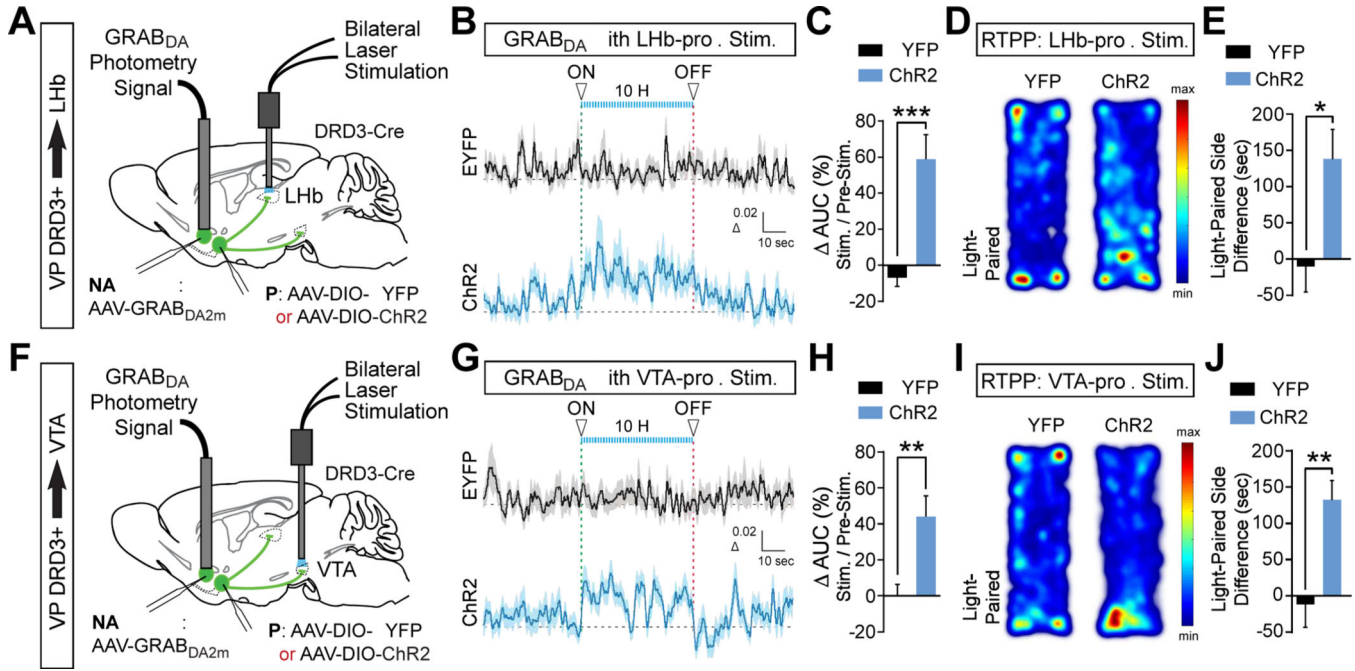 A
VP DRD3+
LHb
GRABDA
Photometry
Signal
Bilateral
Laser
Stimulation
DRD3-Cre
LHb
NA :
AAV-GRABDA2m
P: AAV-DIO- YFP
or AAV-DIO-ChR2
B
GRABDA ith LHb-pro . Stim.
ON
OFF
10 H
EYFP
ChR2
0.02
Δ
10 sec
C
YFP
ChR2
Δ AUC (%)
Stim. / Pre-Stim.
80
60
40
20
0
-20
***
D
RTPP: LHb-pro . Stim.
YFP
ChR2
Light-
Paired
max
min
E
YFP
ChR2
Light-Paired Side
Difference (sec)
200
150
100
50
0
-50
*
F
VP DRD3+
VTA
GRABDA
Photometry
Signal
Bilateral
Laser
Stimulation
DRD3-Cre
VTA
NA :
AAV-GRABDA2m
P: AAV-DIO- YFP
or AAV-DIO-ChR2
G
GRABDA ith VTA-pro . Stim.
ON
OFF
10 H
EYFP
ChR2
0.02
Δ
10 sec
H
YFP
ChR2
Δ AUC (%)
Stim. / Pre-Stim.
80
60
40
20
0
-20
**
I
RTPP: VTA-pro . Stim.
YFP
ChR2
Light-
Paired
max
min
J
YFP
ChR2
Light-Paired Side
Difference (sec)
200
150
100
50
0
-50
**